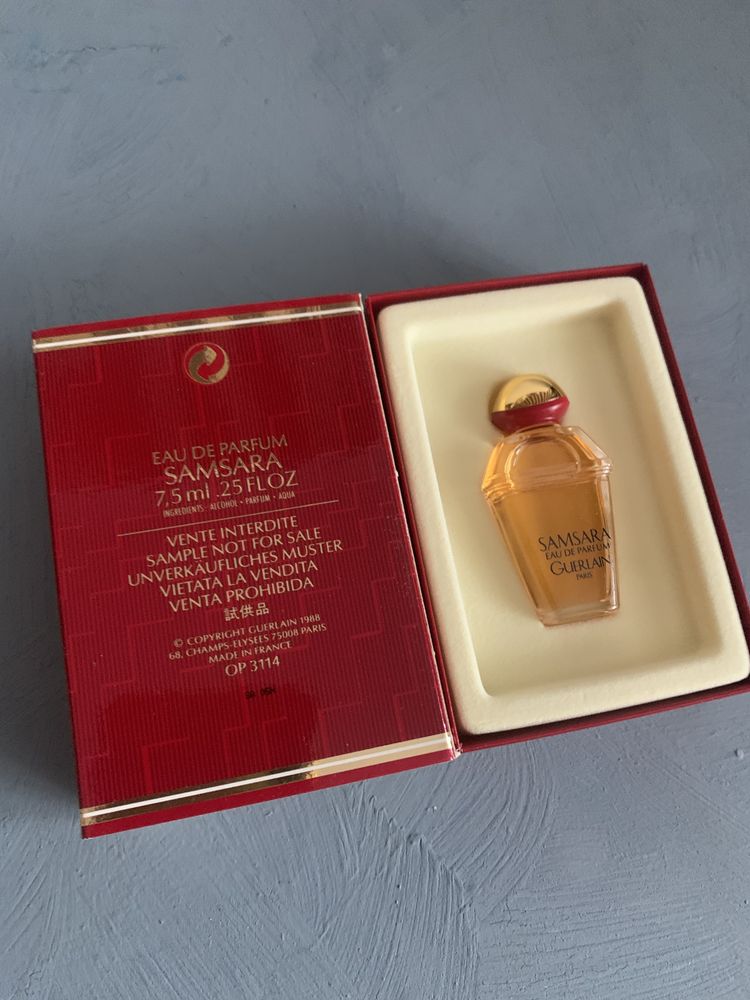 EAU DE PARFUM
SAMSARA
7,5 ml .25 FL OZ
INGREDIENTS: ALCOHOL • PARFUM • AQUA
VENTE INTERDITE
SAMPLE NOT FOR SALE
UNVERKÄUFLICHES MUSTER
VIETATA LA VENDITA
VENTA PROHIBIDA
試供品
© COPYRIGHT GUERLAIN 1988
68, CHAMPS-ELYSEES 75008 PARIS
MADE IN FRANCE
OP 3114
SAMSARA
EAU DE PARFUM
GUERLAIN
PARIS